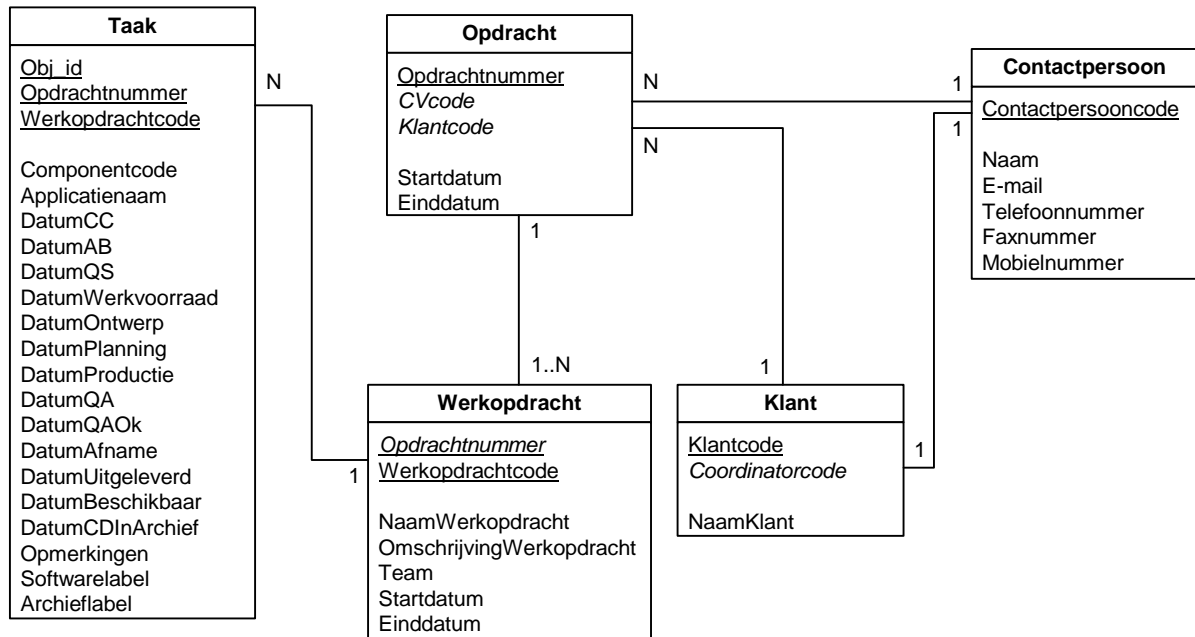 Taak
Obj_id
Opdrachtnummer
Werkopdrachtcode
Componentcode
Applicatienaam
DatumCC
DatumAB
DatumQS
DatumWerkvoorraad
DatumOntwerp
DatumPlanning
DatumProductie
DatumQA
DatumQAOk
DatumAfname
DatumUitgeleverd
DatumBeschikbaar
DatumCDInArchief
Opmerkingen
Softwarelabel
Archieflabel
N
1
Opdracht
Opdrachtnummer
CVcode
Klantcode
Startdatum
Einddatum
N
N
1
1..N
1
1
Contactpersoon
Contactpersooncode
Naam
E-mail
Telefoonnummer
Faxnummer
Mobielnummer
Werkopdracht
Opdrachtnummer
Werkopdrachtcode
NaamWerkopdracht
OmschrijvingWerkopdracht
Team
Startdatum
Einddatum
1
Klant
Klantcode
Coordinatorcode
NaamKlant
1